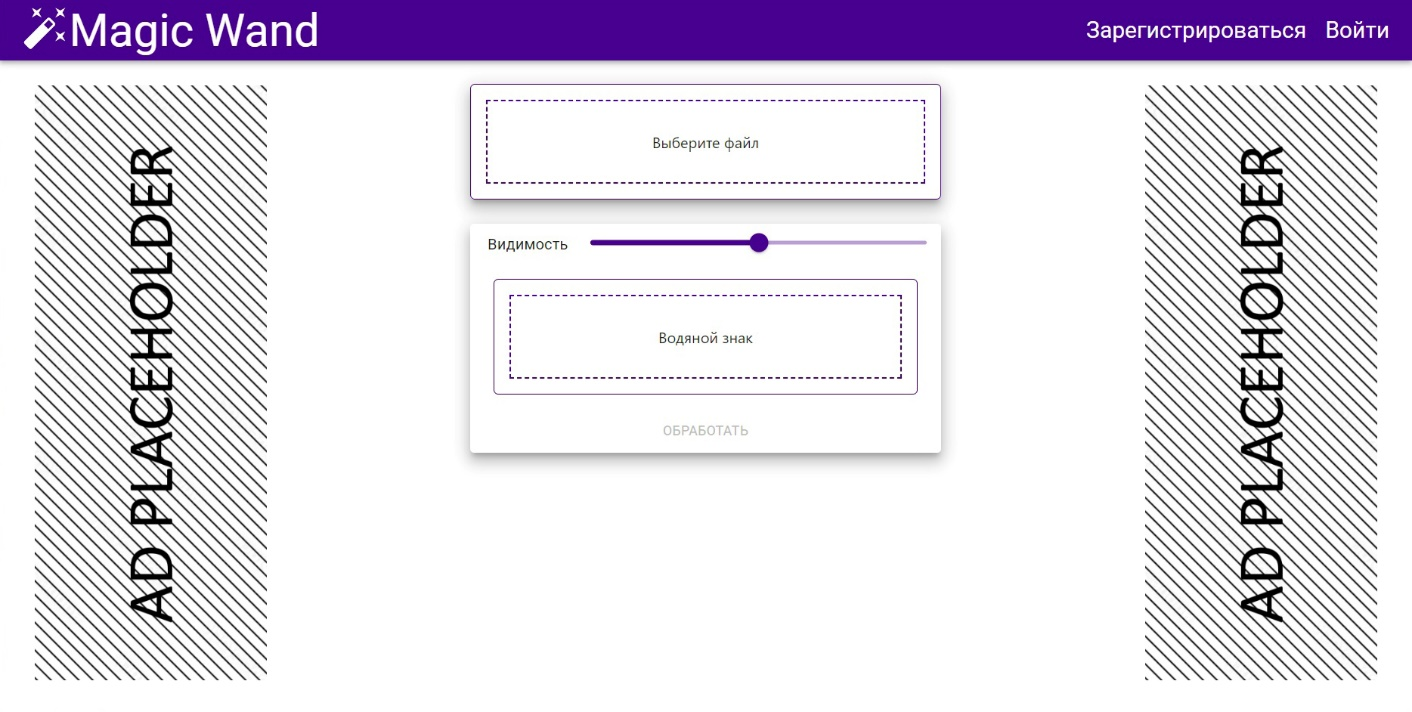 Magic Wand
Зарегистрироваться Войти
AD PLACEHOLDER
Выберите файл
Видимость
Водяной знак
ОБРАБОТАТЬ
AD PLACEHOLDER